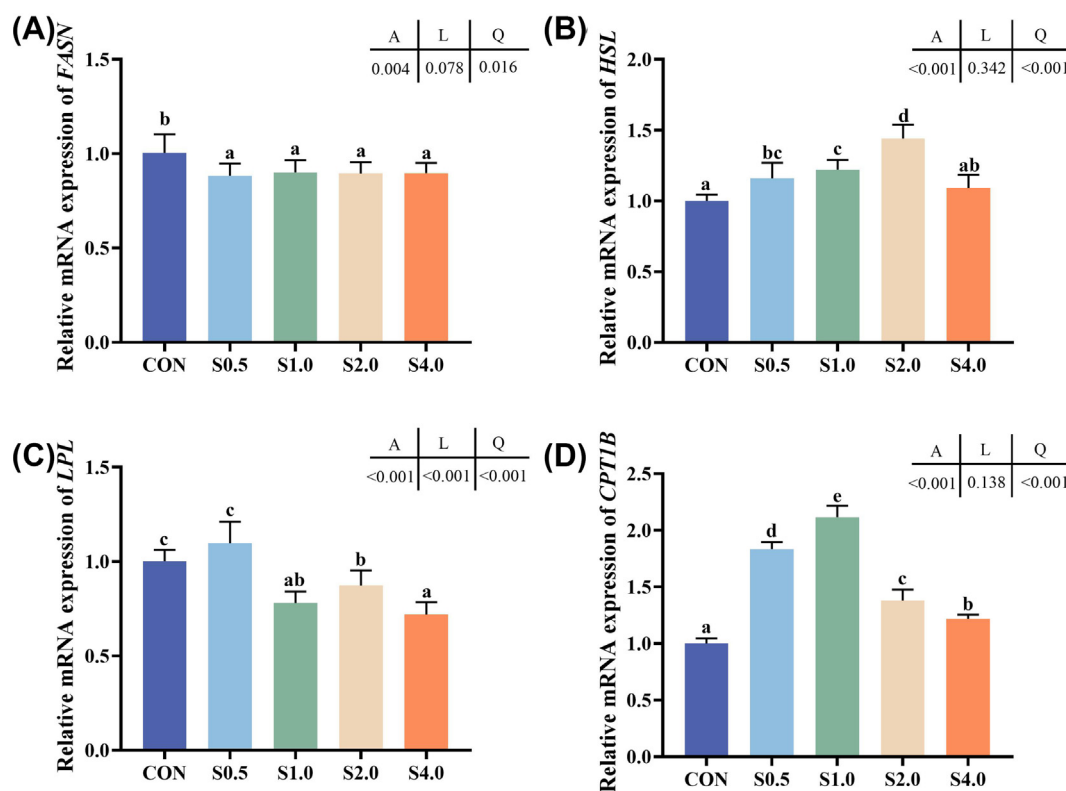 (A)
Relative mRNA expression of FASN
A L Q
0.004 0.078 0.016
1.5
1.0
0.5
0.0
b a a a a
CON S0.5 S1.0 S2.0 S4.0
(B)
Relative mRNA expression of HSL
A L Q
<0.001 0.342 <0.001
2.0
1.5
1.0
0.5
0.0
a bc c d ab
CON S0.5 S1.0 S2.0 S4.0
(C)
Relative mRNA expression of LPL
A L Q
<0.001 <0.001 <0.001
1.5
1.0
0.5
0.0
c c ab b a
CON S0.5 S1.0 S2.0 S4.0
(D)
Relative mRNA expression of CPT1B
A L Q
<0.001 0.138 <0.001
2.5
2.0
1.5
1.0
0.5
0.0
a d e c b
CON S0.5 S1.0 S2.0 S4.0